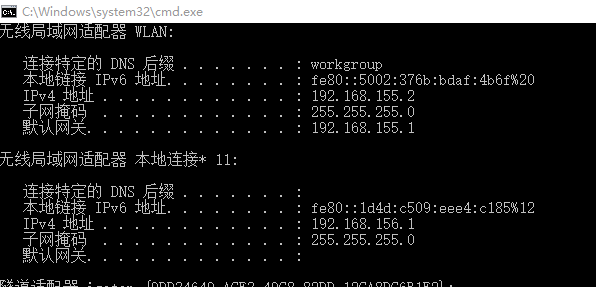 C:\Windows\system32\cmd.exe
无线局域网适配器 WLAN:
连接特定的 DNS 后缀 . . . . . . . : workgroup
本地链接 IPv6 地址. . . . . . . . : fe80::5002:376b:bdaf:4b6f%20
IPv4 地址 . . . . . . . . . . . . : 192.168.155.2
子网掩码 . . . . . . . . . . . . : 255.255.255.0
默认网关. . . . . . . . . . . . . : 192.168.155.1
无线局域网适配器 本地连接* 11:
连接特定的 DNS 后缀 . . . . . . . :
本地链接 IPv6 地址. . . . . . . . : fe80::1d4d:c509:eee4:c185%12
IPv4 地址 . . . . . . . . . . . . : 192.168.156.1
子网掩码 . . . . . . . . . . . . : 255.255.255.0
默认网关. . . . . . . . . . . . . :
隧道适配器